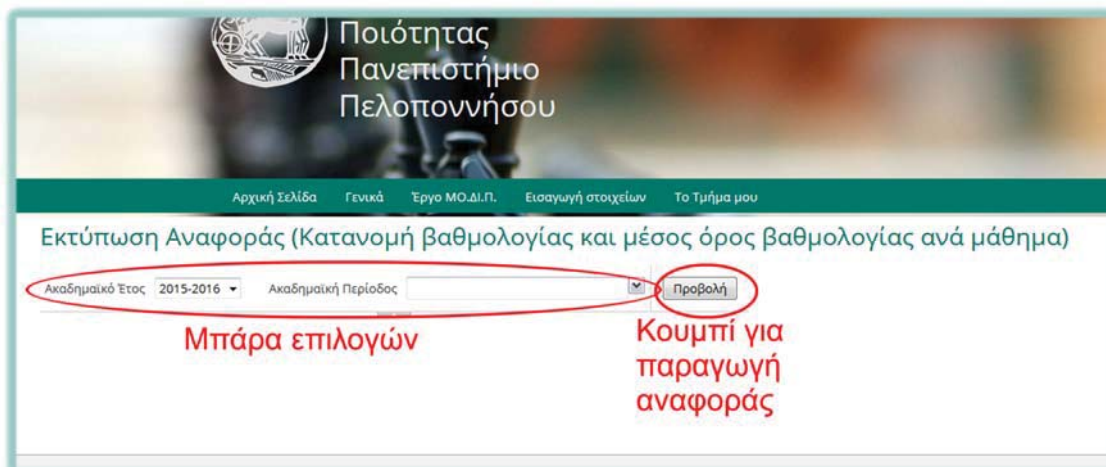 Ποιότητας
Πανεπιστήμιο
Πελοποννήσου
Αρχική Σελίδα Γενικά Έργο ΜΟ.ΔΙ.Π. Εισαγωγή στοιχείων Το Τμήμα μου
Εκτύπωση Αναφοράς (Κατανομή βαθμολογίας και μέσος όρος βαθμολογίας ανά μάθημα)
Ακαδημαϊκό Έτος 2015-2016 Ακαδημαϊκή Περίοδος Προβολή
Μπάρα επιλογών
Κουμπί για
παραγωγή
αναφοράς